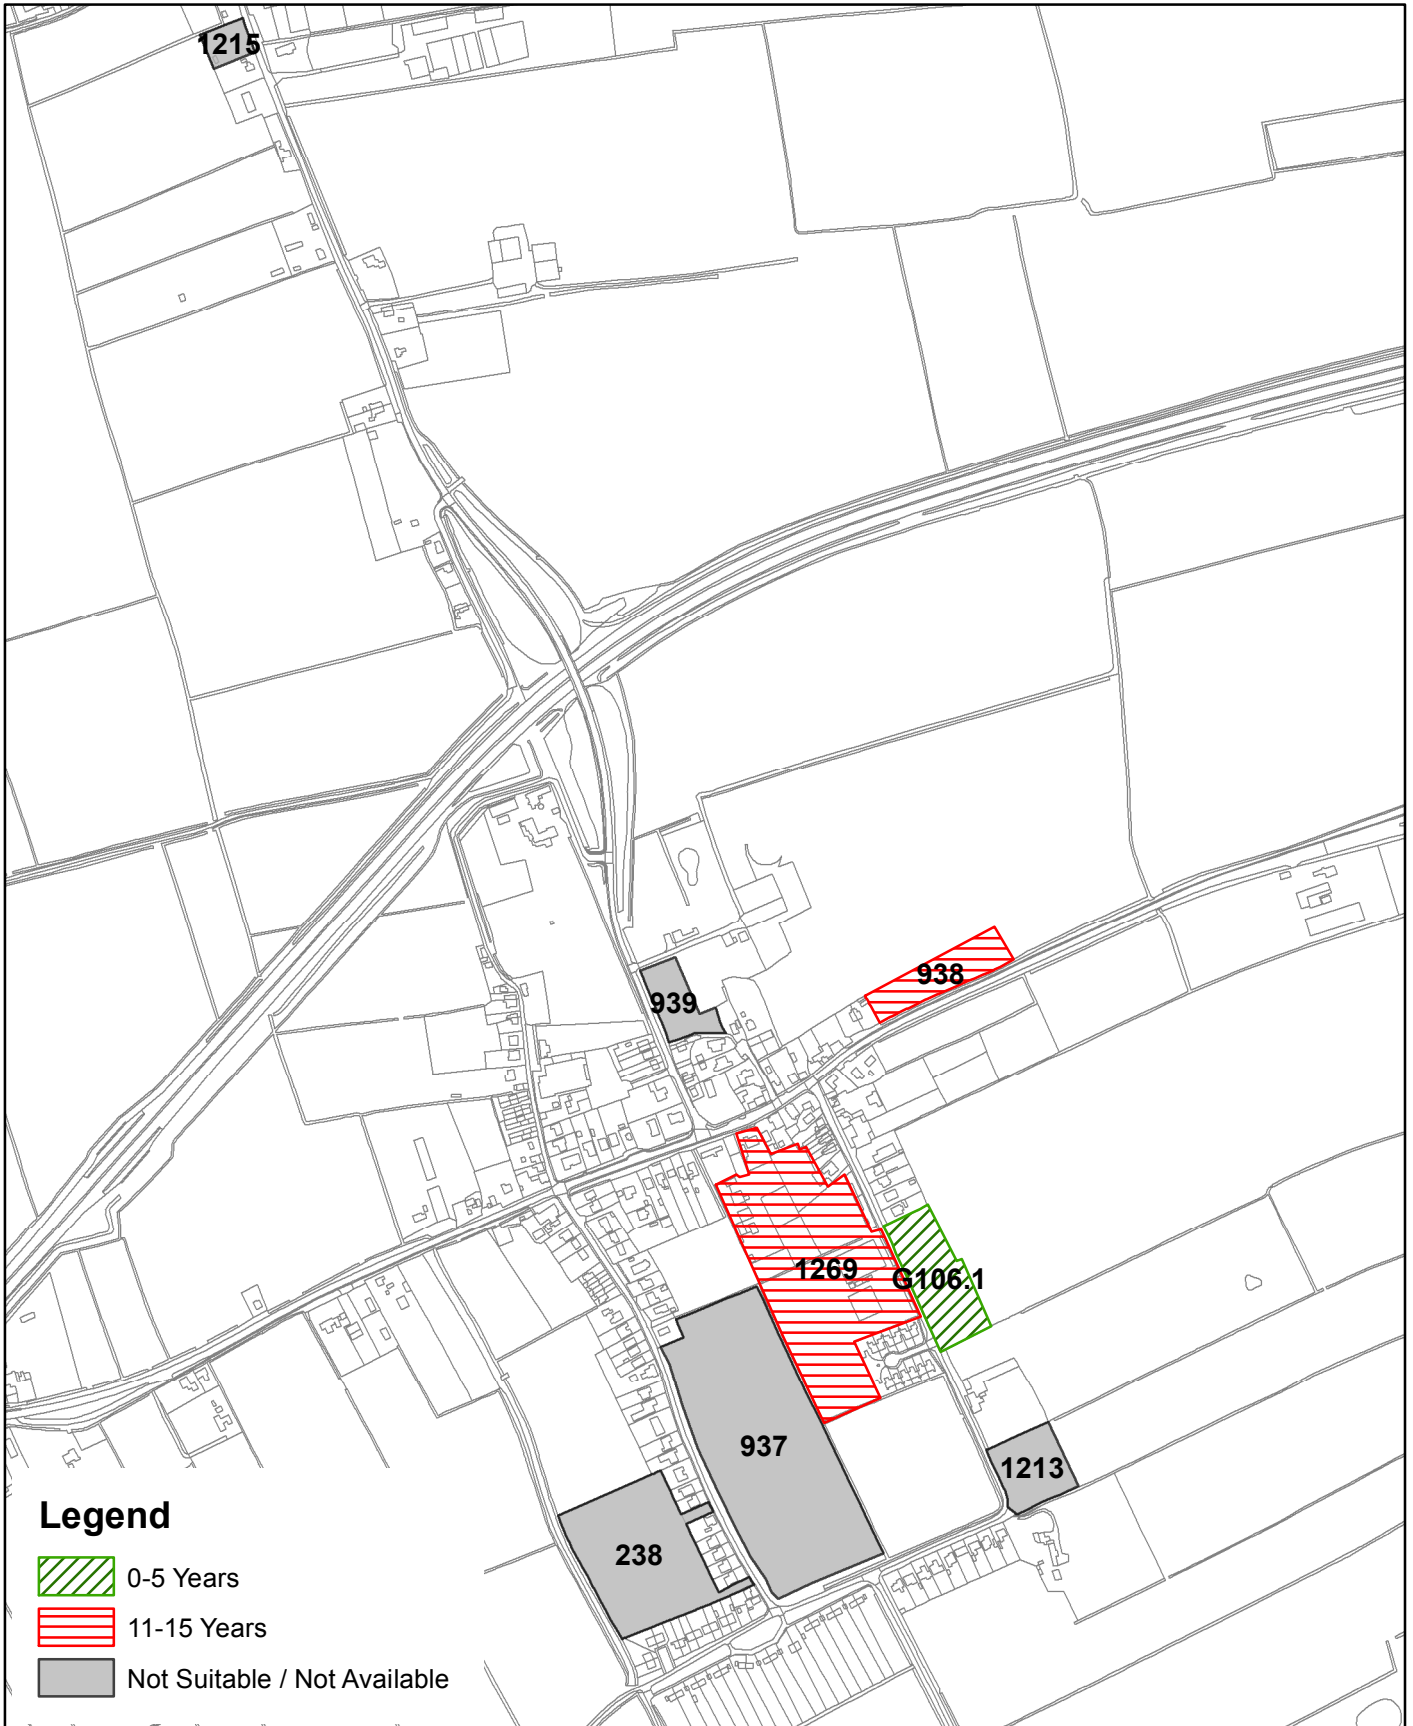 1215
938
939
1269
G106.1
937
1213
238
Legend
0-5 Years
11-15 Years
Not Suitable / Not Available